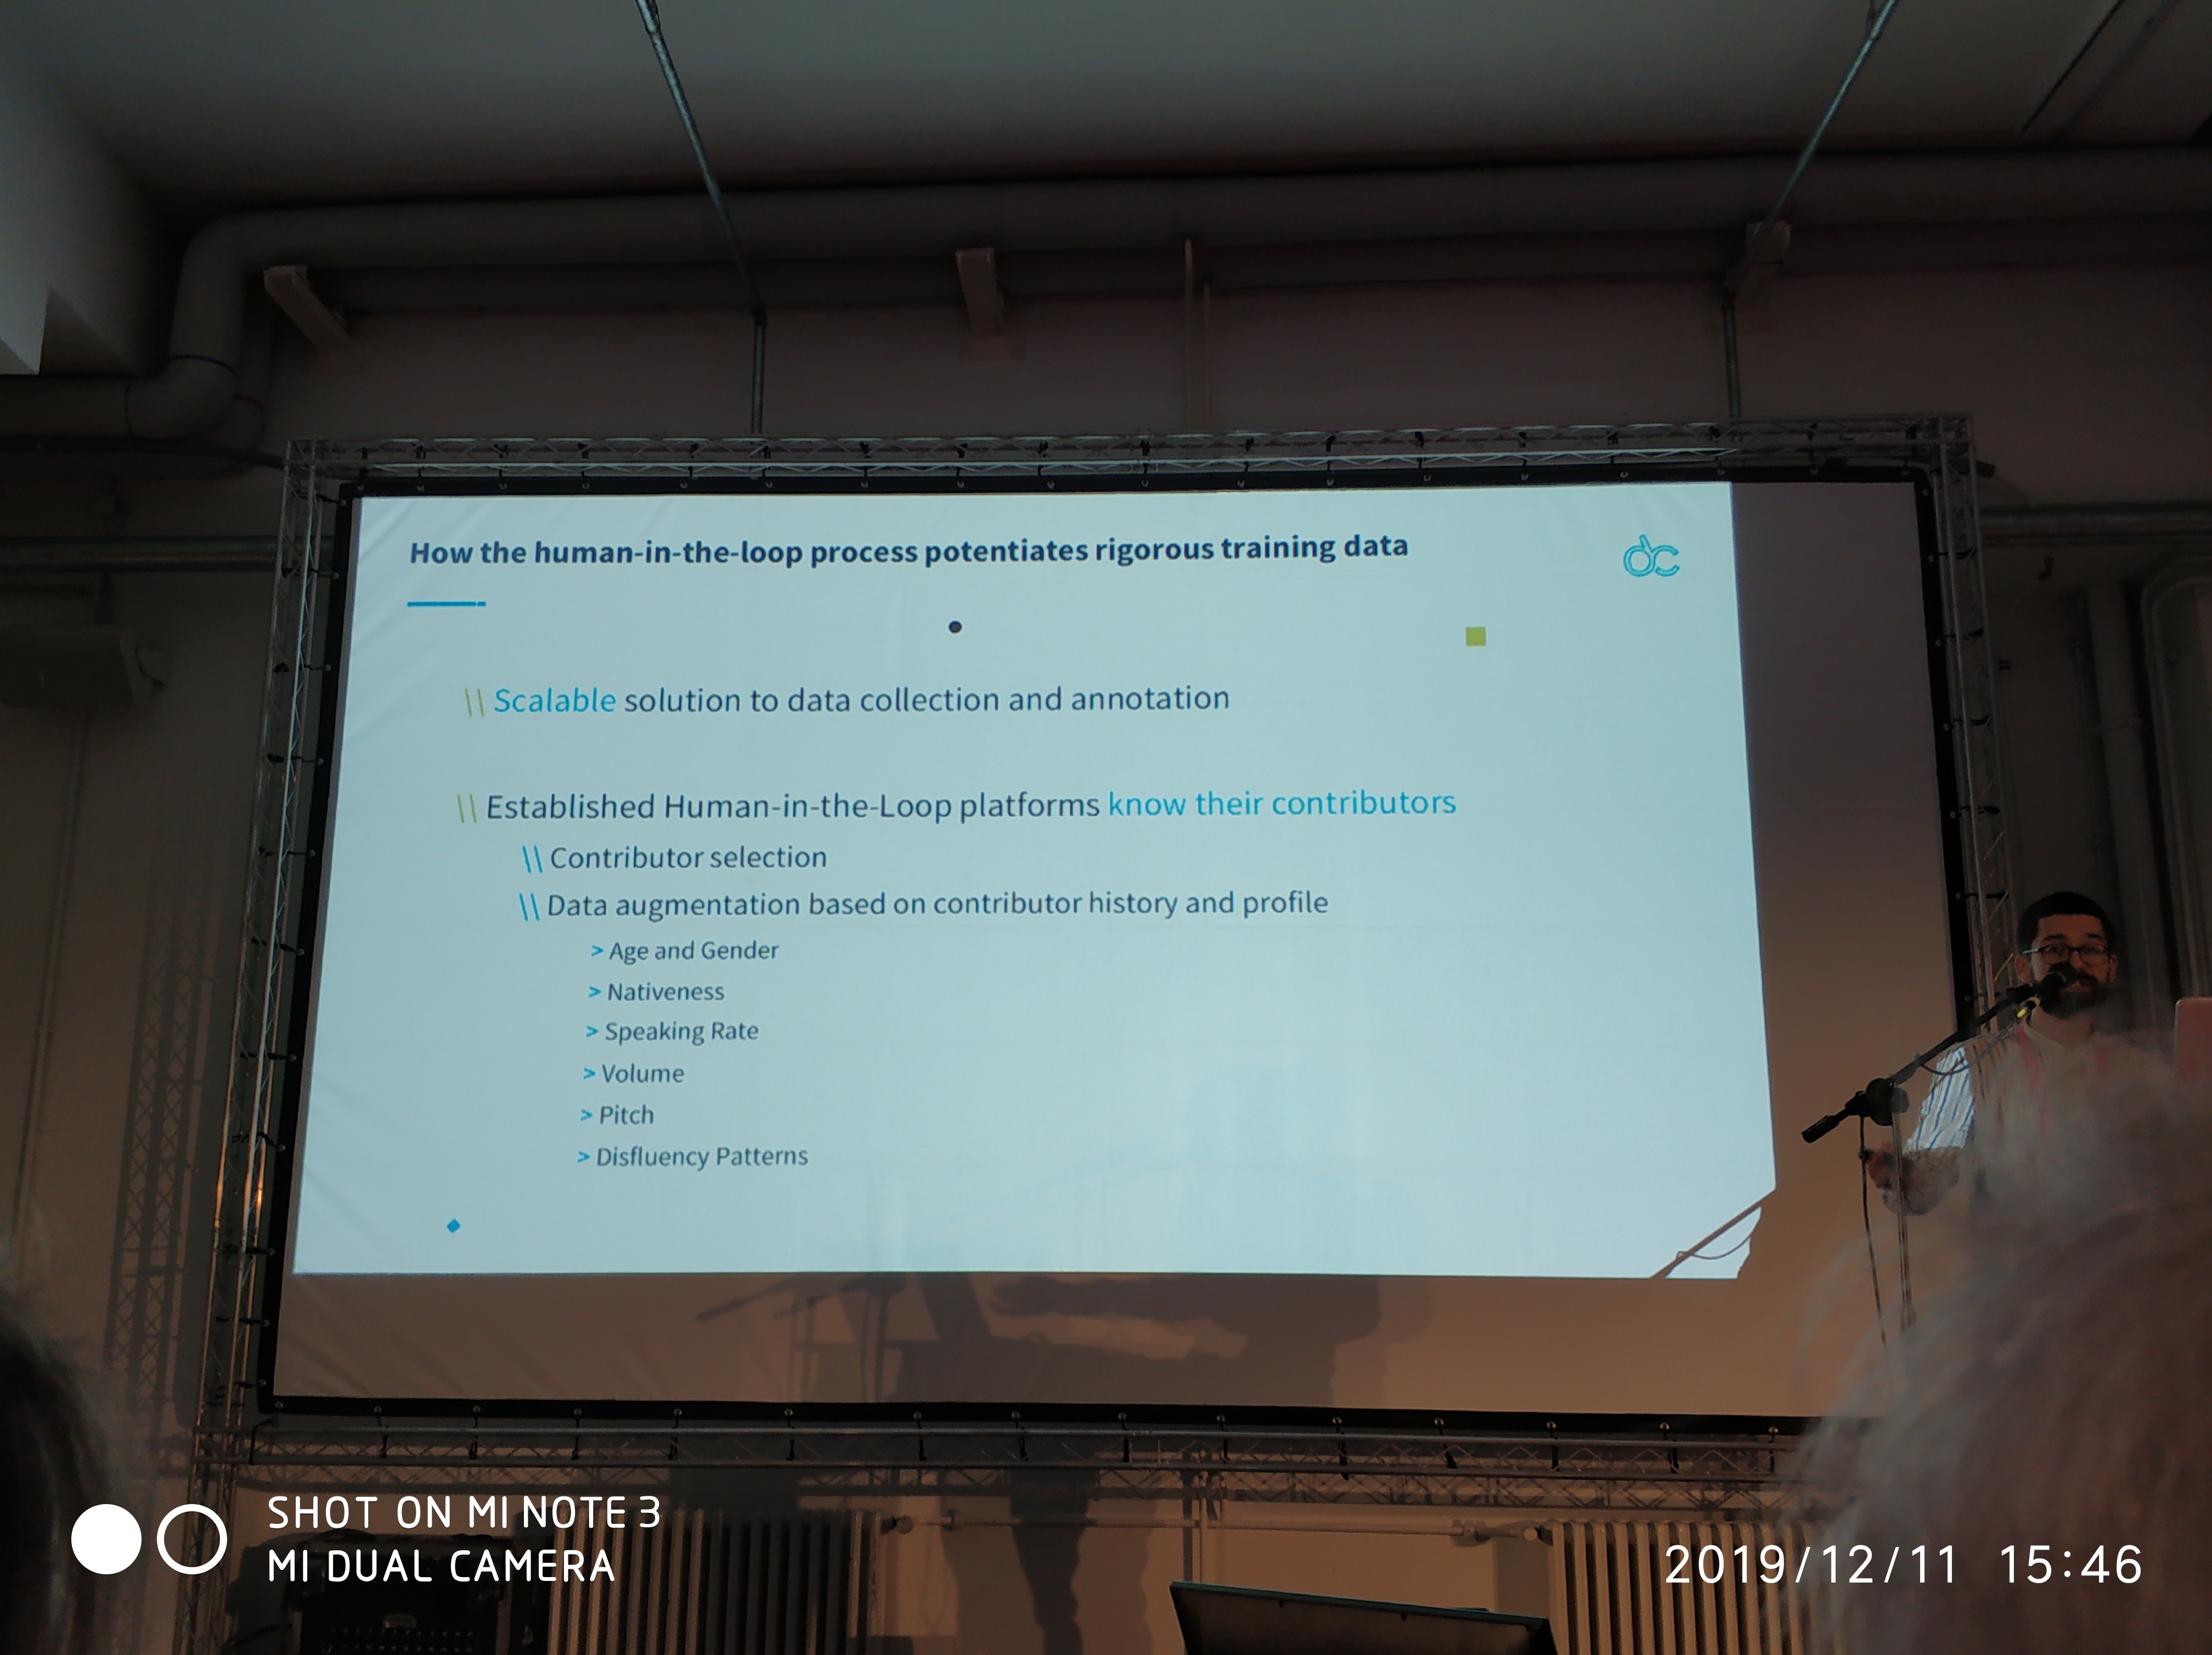 How the human-in-the-loop process potentiates rigorous training data
dc
\\ Scalable solution to data collection and annotation
\\ Established Human-in-the-Loop platforms know their contributors
\\ Contributor selection
\\ Data augmentation based on contributor history and profile
> Age and Gender
> Nativeness
> Speaking Rate
> Volume
> Pitch
> Disfluency Patterns
SHOT ON MI NOTE 3
MI DUAL CAMERA
2019/12/11 15:46